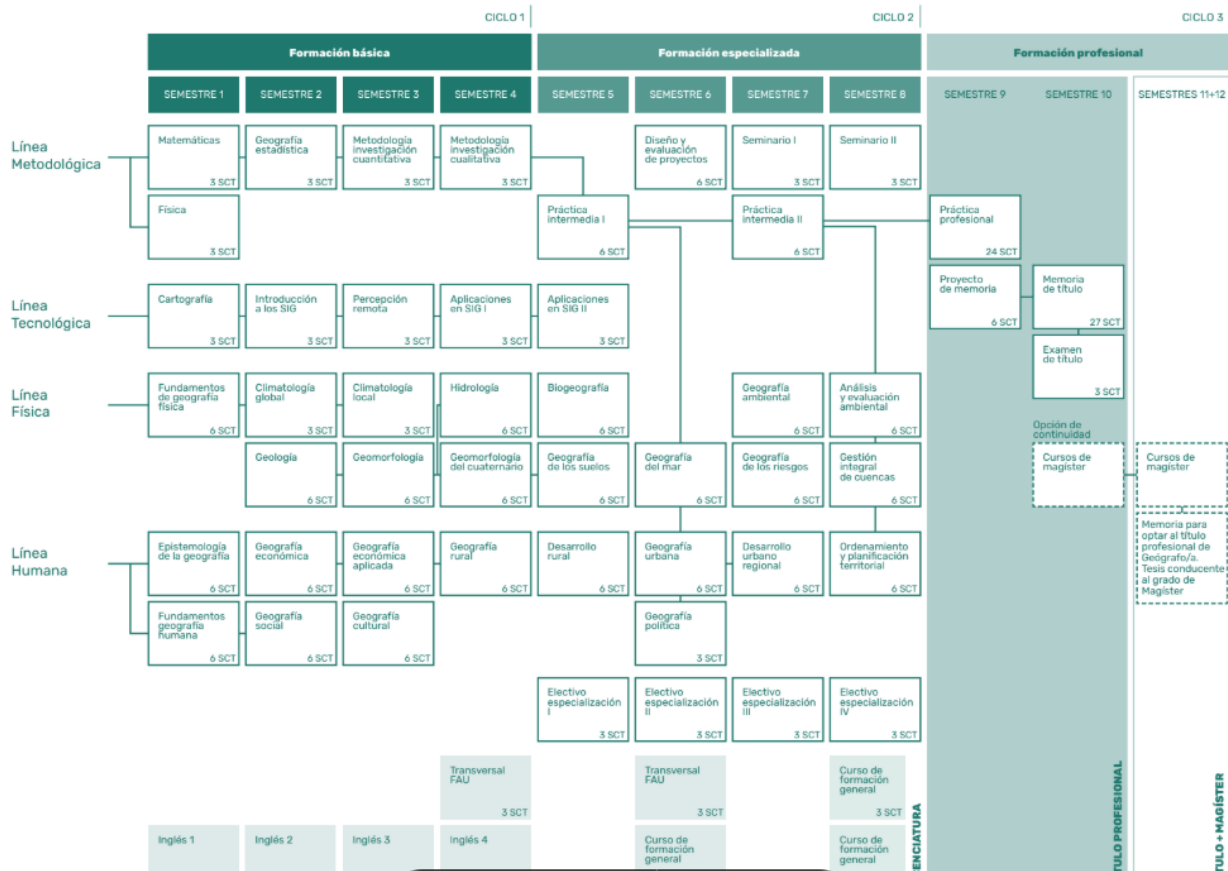 CICLO 1
CICLO 2
CICLO 3
Formación básica
Formación especializada
Formación profesional
SEMESTRE 1
SEMESTRE 2
SEMESTRE 3
SEMESTRE 4
SEMESTRE 5
SEMESTRE 6
SEMESTRE 7
SEMESTRE 8
SEMESTRE 9
SEMESTRE 10
SEMESTRES 11+12
Línea
Metodológica
Matemáticas
3 SCT
Geografía
estadística
3 SCT
Metodología
investigación
cuantitativa
3 SCT
Metodología
investigación
cualitativa
3 SCT
Diseño y
evaluación
de proyectos
6 SCT
Seminario I
3 SCT
Seminario II
3 SCT
Física
3 SCT
Práctica
intermedia I
6 SCT
Práctica
intermedia II
6 SCT
Práctica
profesional
24 SCT
Proyecto
de memoria
6 SCT
Memoria
de título
27 SCT
Línea
Tecnológica
Cartografía
3 SCT
Introducción
a los SIG
3 SCT
Percepción
remota
3 SCT
Aplicaciones
en SIG I
3 SCT
Aplicaciones
en SIG II
3 SCT
Examen
de título
3 SCT
Línea
Física
Fundamentos
de geografía
física
6 SCT
Climatología
global
3 SCT
Climatología
local
3 SCT
Hidrología
6 SCT
Biogeografía
6 SCT
Geografía
ambiental
6 SCT
Análisis
y evaluación
ambiental
6 SCT
Opción de
continuidad
Geología
6 SCT
Geomorfología
6 SCT
Geomorfología
del cuaternario
6 SCT
Geografía
de los suelos
6 SCT
Geografía
del mar
6 SCT
Geografía
de los riesgos
6 SCT
Gestión
integral
de cuencas
6 SCT
Cursos de
magíster
Cursos de
magíster
Línea
Humana
Epistemología
de la geografía
6 SCT
Geografía
económica
6 SCT
Geografía
económica
aplicada
6 SCT
Geografía
rural
6 SCT
Desarrollo
rural
6 SCT
Geografía
urbana
6 SCT
Desarrollo
urbano
regional
6 SCT
Ordenamiento
y planificación
territorial
6 SCT
Memoria para
optar al título
profesional de
Geógrafo/a.
Tesis conducente
al grado de
Magíster
Fundamentos
geografía
humana
6 SCT
Geografía
social
6 SCT
Geografía
cultural
6 SCT
Geografía
política
3 SCT
Electivo
especialización
I
3 SCT
Electivo
especialización
II
3 SCT
Electivo
especialización
III
3 SCT
Electivo
especialización
IV
3 SCT
Transversal
FAU
3 SCT
Transversal
FAU
3 SCT
Curso de
formación
general
3 SCT
Inglés 1
Inglés 2
Inglés 3
Inglés 4
Curso de
formación
general
Curso de
formación
general
ENCIATURA
TULO PROFESIONAL
TULO + MAGÍSTER